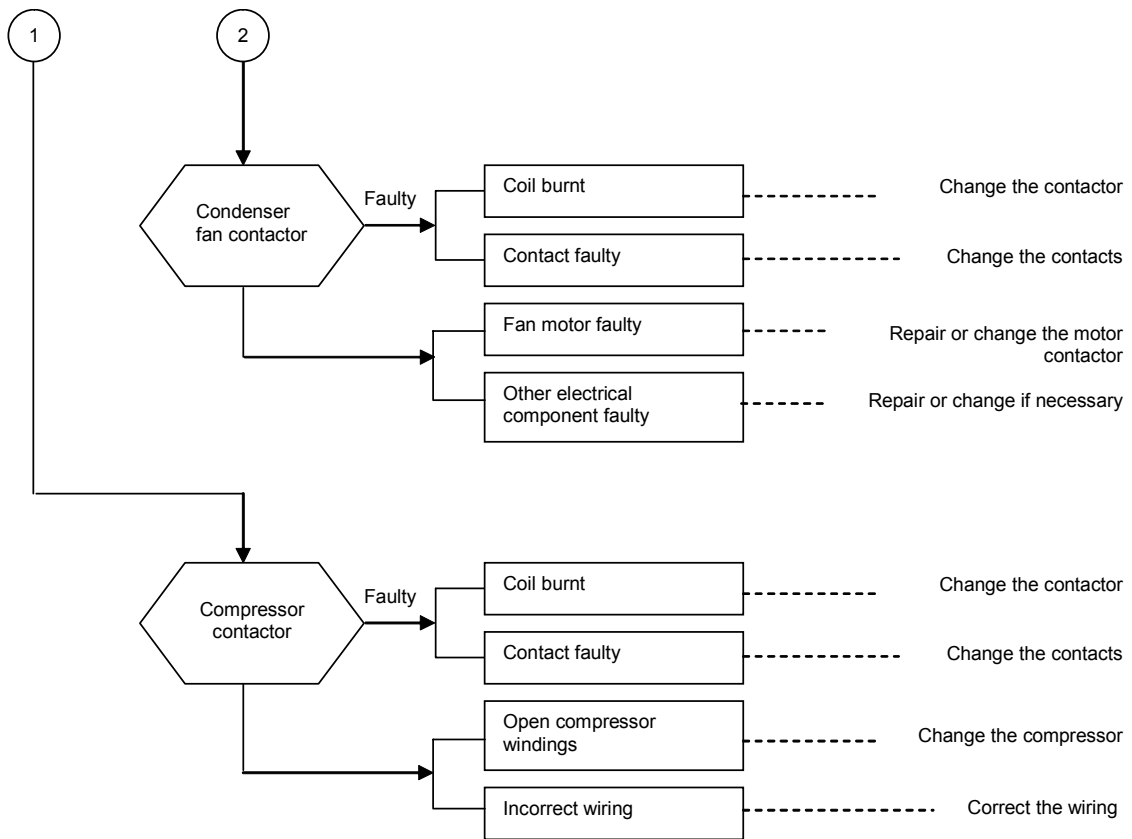 1
2
Condenser
fan contactor
Faulty
Coil burnt
Change the contactor
Contact faulty
Change the contacts
Fan motor faulty
Repair or change the motor
contactor
Other electrical
component faulty
Repair or change if necessary
Compressor
contactor
Faulty
Coil burnt
Change the contactor
Contact faulty
Change the contacts
Open compressor
windings
Change the compressor
Incorrect wiring
Correct the wiring